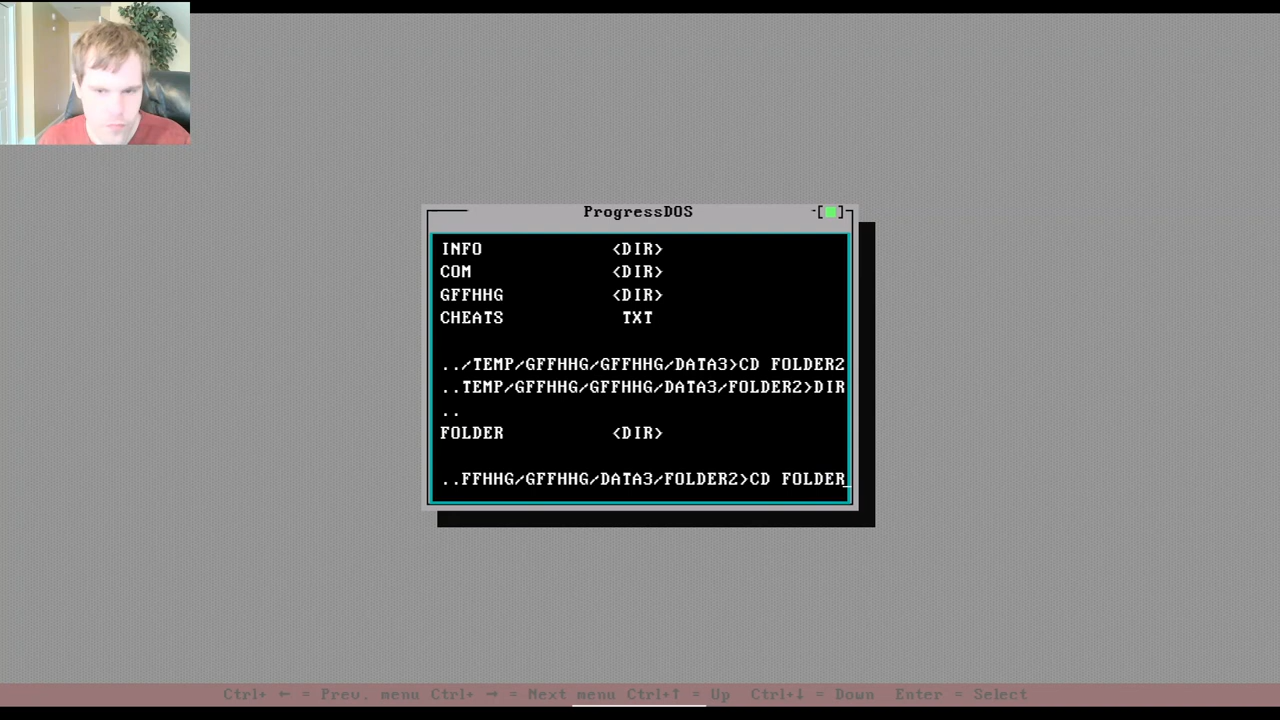 ProgressDOS
INFO <DIR>
COM <DIR>
GFFHHG <DIR>
CHEATS TXT
../TEMP/GFFHHG/GFFHHG/DATA3>CD FOLDER2
..TEMP/GFFHHG/GFFHHG/DATA3/FOLDER2>DIR
..
FOLDER <DIR>
..FFHHG/GFFHHG/DATA3/FOLDER2>CD FOLDER_
Ctrl+ ← = Prev. menu Ctrl+ → = Next menu Ctrl+↑ = Up Ctrl+↓ = Down Enter = Select